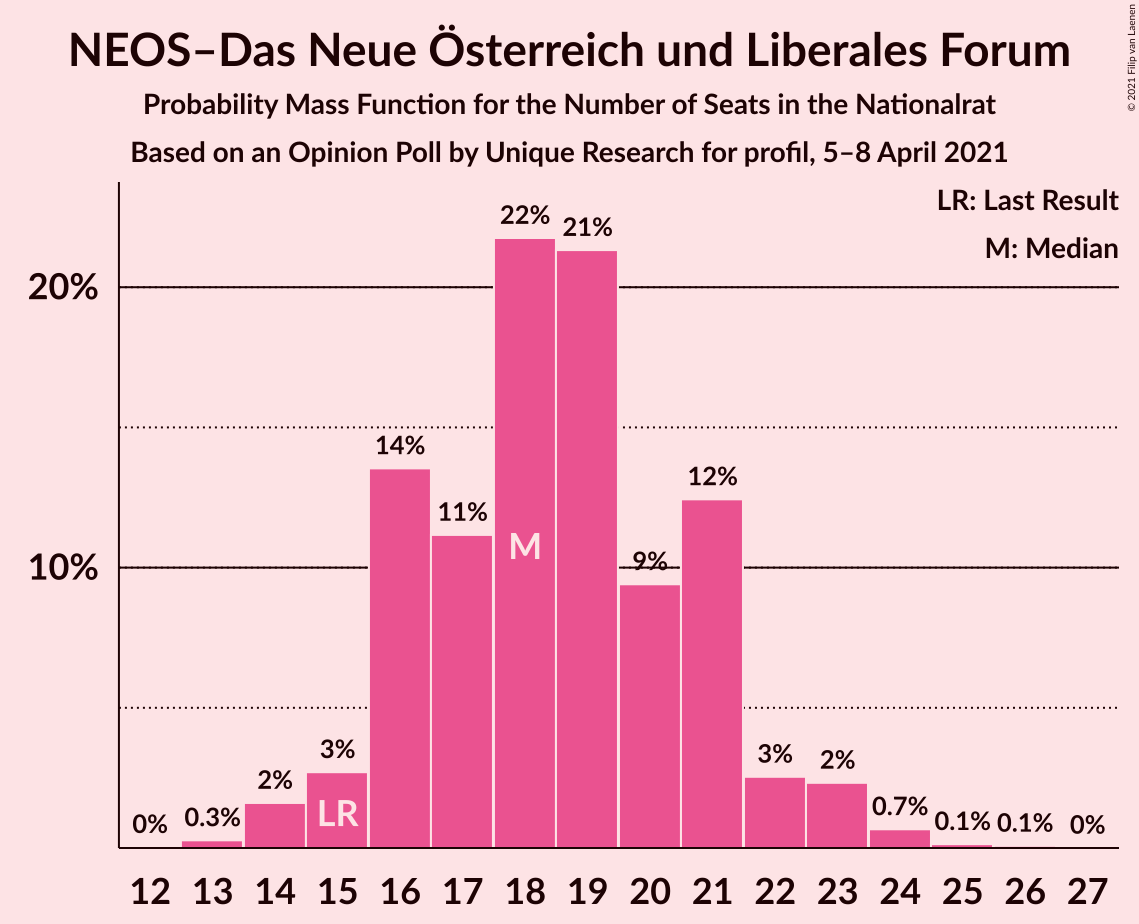 NEOS–Das Neue Österreich und Liberales Forum
Probability Mass Function for the Number of Seats in the Nationalrat
Based on an Opinion Poll by Unique Research for profil, 5–8 April 2021
© 2021 Filip van Laenen
LR: Last Result
M: Median
20%
10%
0%
0.3%
2%
3%
14%
11%
22%
21%
9%
12%
3%
2%
0.7%
0.1%
0.1%
0%
LR
M
12 13 14 15 16 17 18 19 20 21 22 23 24 25 26 27